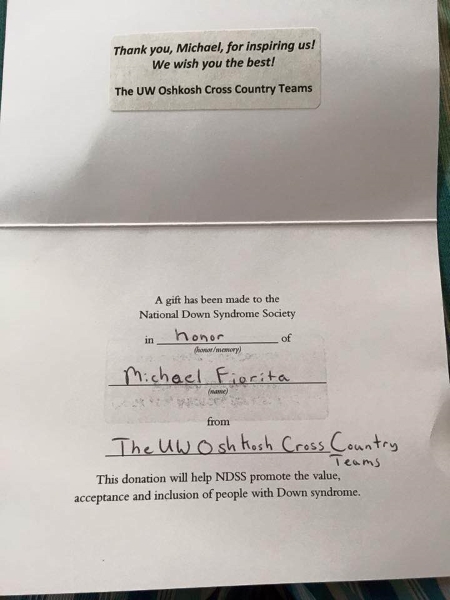 Thank you, Michael, for inspiring us!
We wish you the best!
The UW Oshkosh Cross Country Teams
A gift has been made to the
National Down Syndrome Society
in honor of
(honor/memory)
Michael Fiorita
(name)
from
The UW Oshkosh Cross Country
Teams
This donation will help NDSS promote the value,
acceptance and inclusion of people with Down syndrome.